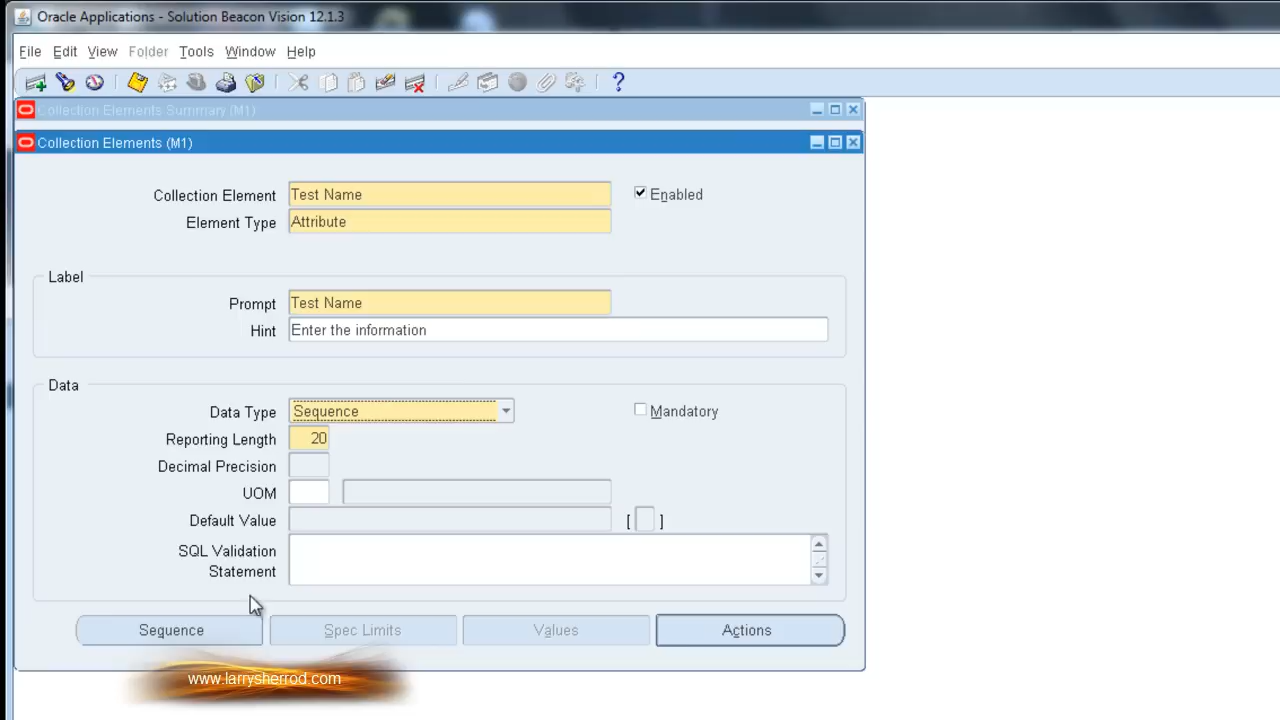 Oracle Applications - Solution Beacon Vision 12.1.3
File Edit View Folder Tools Window Help
Collection Elements Summary (M1)
Collection Elements (M1)
Collection Element Test Name Enabled
Element Type Attribute
Label
Prompt Test Name
Hint Enter the information
Data
Data Type Sequence Mandatory
Reporting Length 20
Decimal Precision
UOM
Default Value [ ]
SQL Validation
Statement
Sequence Spec Limits Values Actions
www.larrysherrod.com